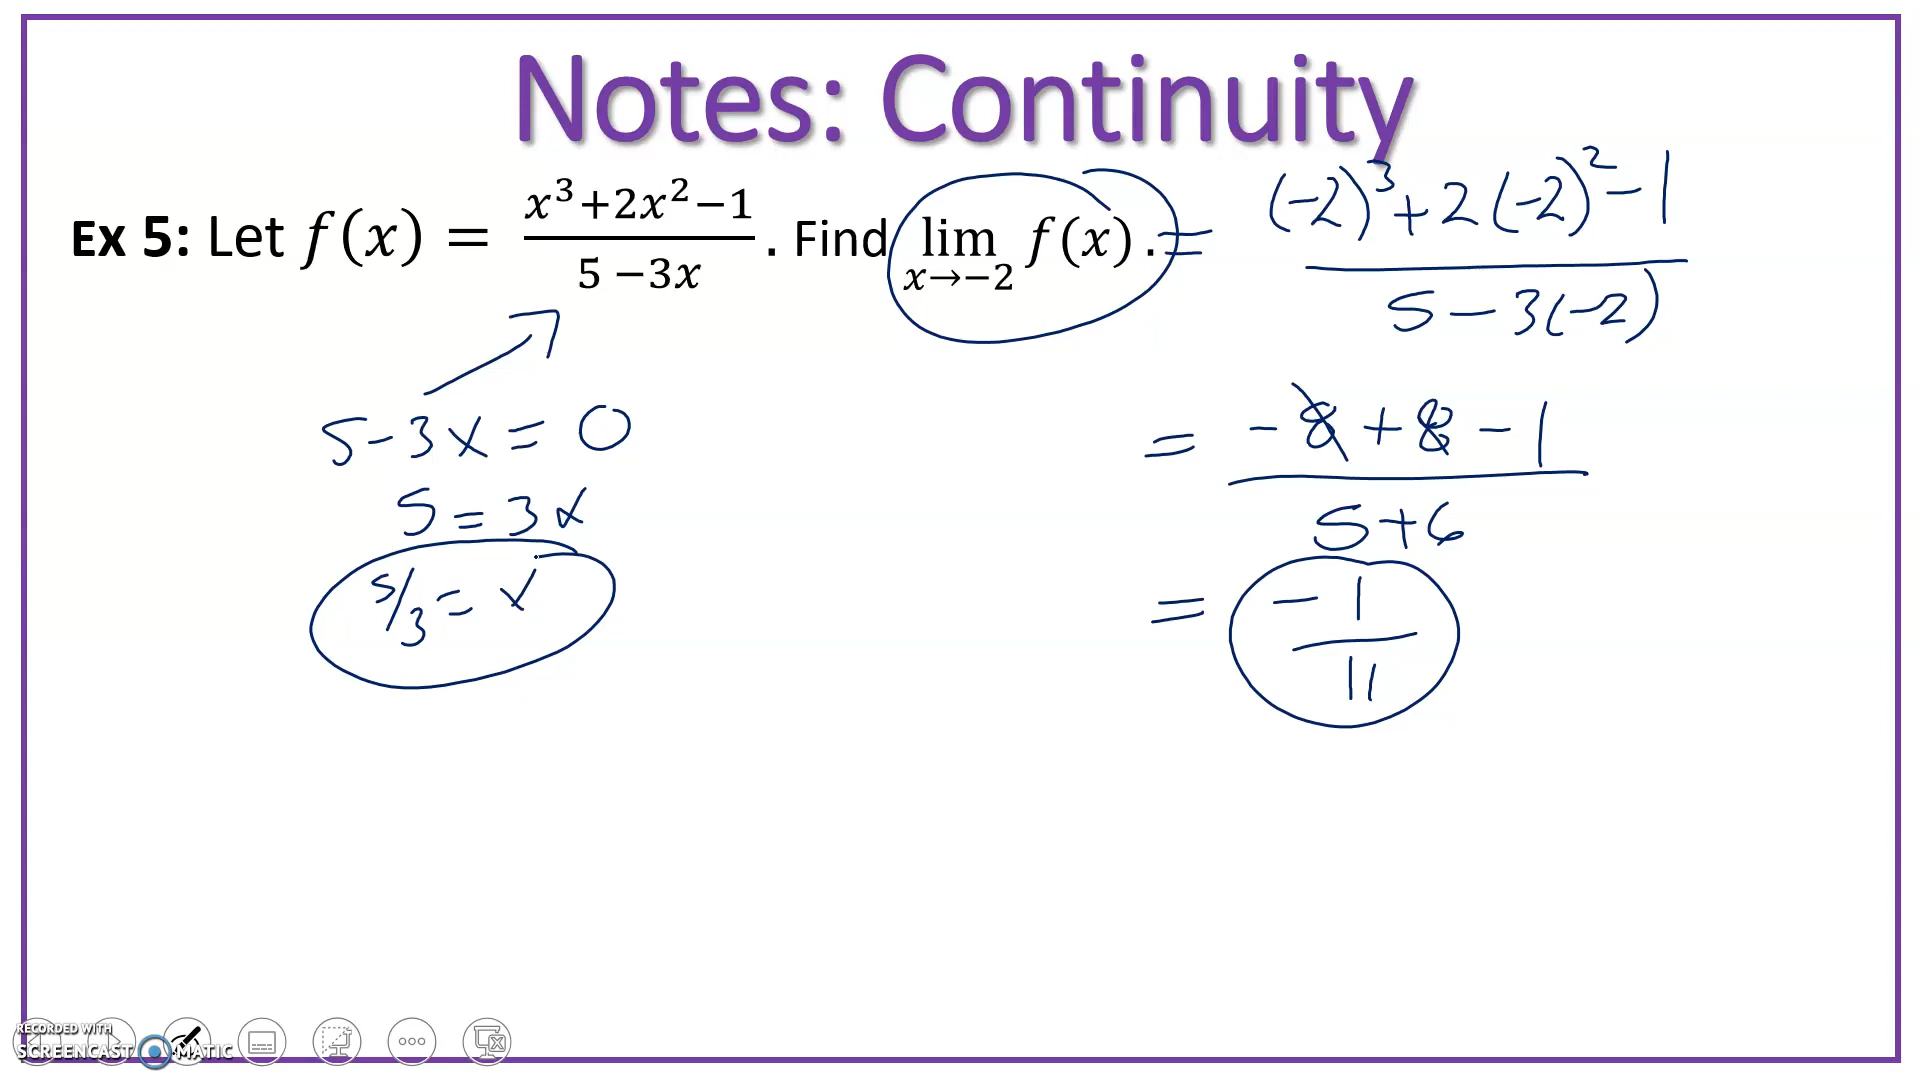 Notes: Continuity
Ex 5: Let f(x) = (x³+2x²−1)/(5 −3x) . Find lim x→−2 f(x). = ((-2)³ + 2(-2)² - 1)/(5 - 3(-2))
5 - 3x = 0
= (-8 + 8 - 1)/(5 + 6)
5 = 3x
5/3 = x
= -1/11
RECORDED WITH
SCREENCAST MATIC